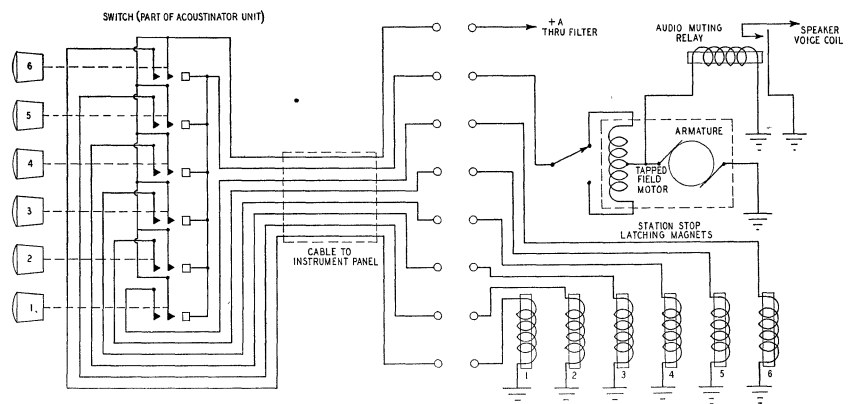 SWITCH (PART OF ACOUSTINATOR UNIT)
+A
THRU FILTER
AUDIO MUTING
RELAY
SPEAKER
VOICE COIL
6
5
4
3
2
1
ARMATURE
TAPPED
FIELD
MOTOR
STATION STOP
LATCHING MAGNETS
CABLE TO
INSTRUMENT PANEL
1
2
3
4
5
6